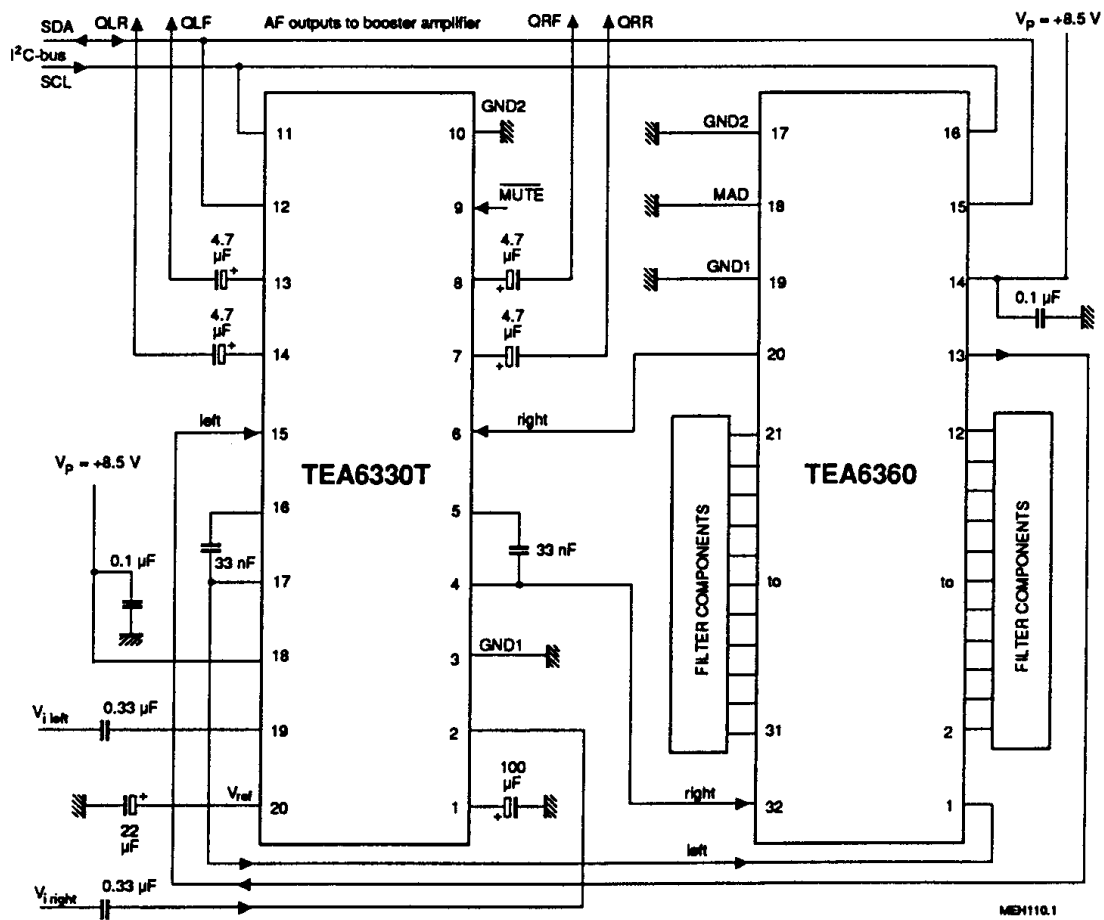 SDA QLR QLF AF outputs to booster amplifier QRF QRR Vp = +8.5 V
I²C-bus
SCL
GND2
11 10
GND2
17 16
MUTE
12 9
MAD
18 15
4.7 µF +
13 8
4.7 µF +
GND1
19 14
0.1 µF
4.7 µF +
14 7
4.7 µF +
20 13
left
15 6
right
21 12
Vp = +8.5 V
TEA6330T
TEA6360
16 5
33 nF
33 nF
0.1 µF
17 4
FILTER COMPONENTS
to to
FILTER COMPONENTS
18 3
GND1
Vi left 0.33 µF
19 2
31 2
22 µF +
Vref
20 1
100 µF +
right
32 1
left
Vi right 0.33 µF
MEH110.1